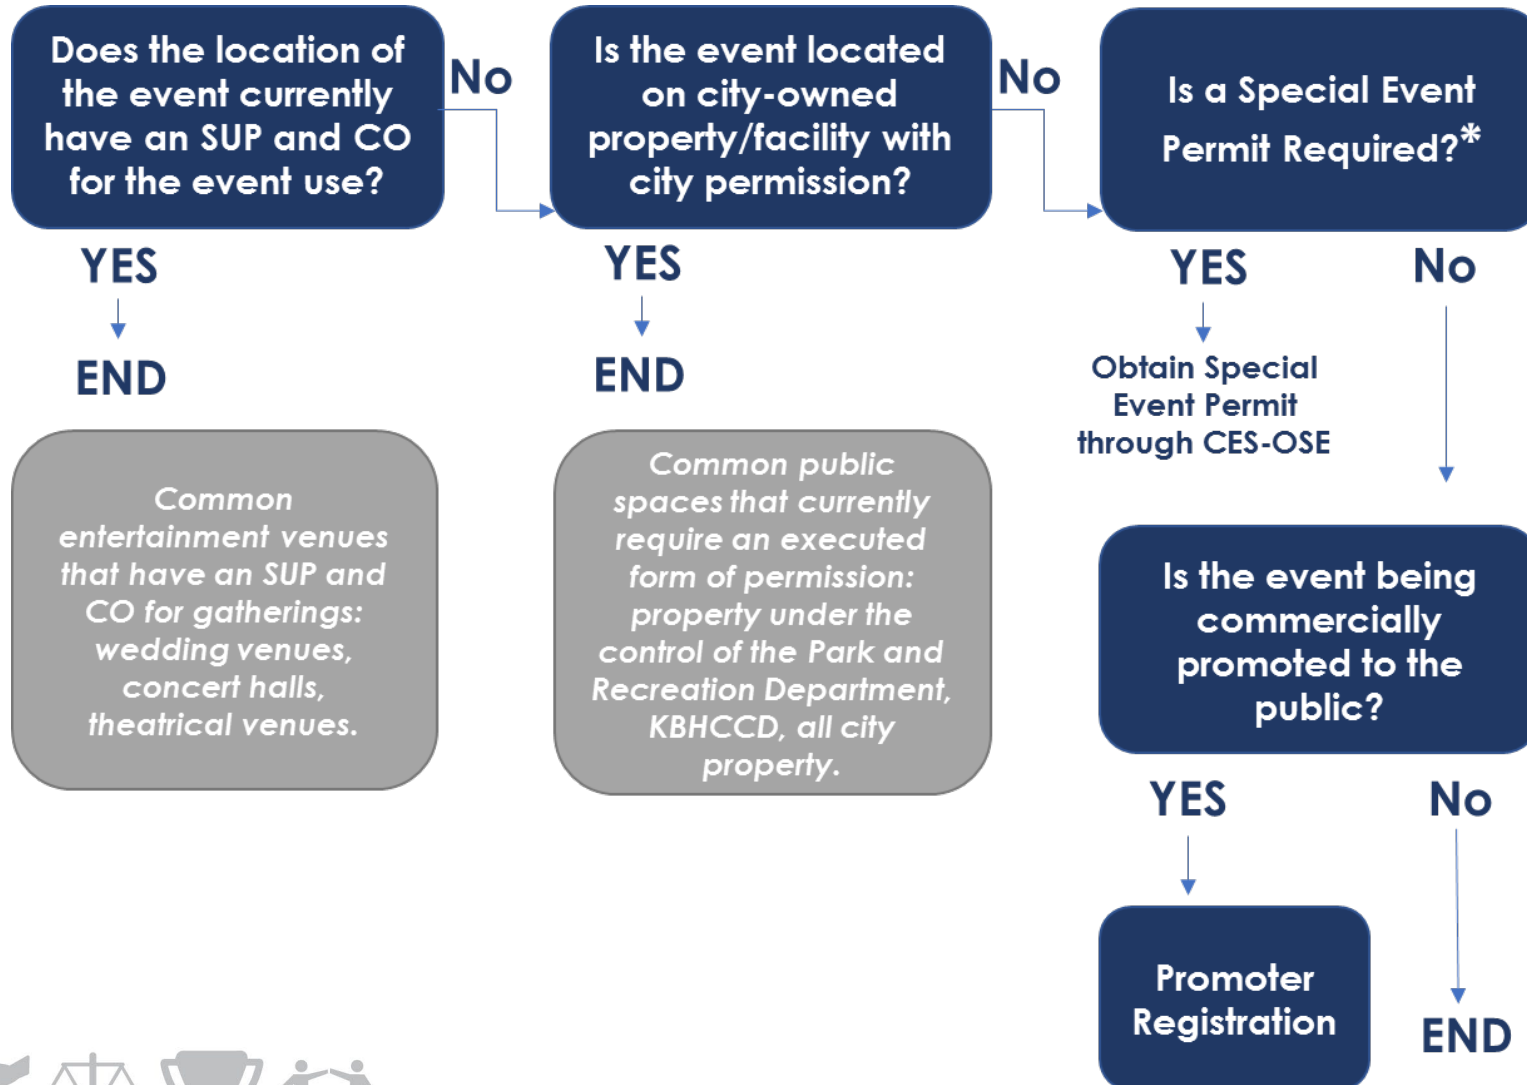 Does the location of
the event currently
have an SUP and CO
for the event use?
No
YES
END
Common
entertainment venues
that have an SUP and
CO for gatherings:
wedding venues,
concert halls,
theatrical venues.
Is the event located
on city-owned
property/facility with
city permission?
No
YES
END
Common public
spaces that currently
require an executed
form of permission:
property under the
control of the Park and
Recreation Department,
KBHCCD, all city
property.
Is a Special Event
Permit Required?*
YES
No
Obtain Special
Event Permit
through CES-OSE
Is the event being
commercially
promoted to the
public?
YES
No
Promoter
Registration
END